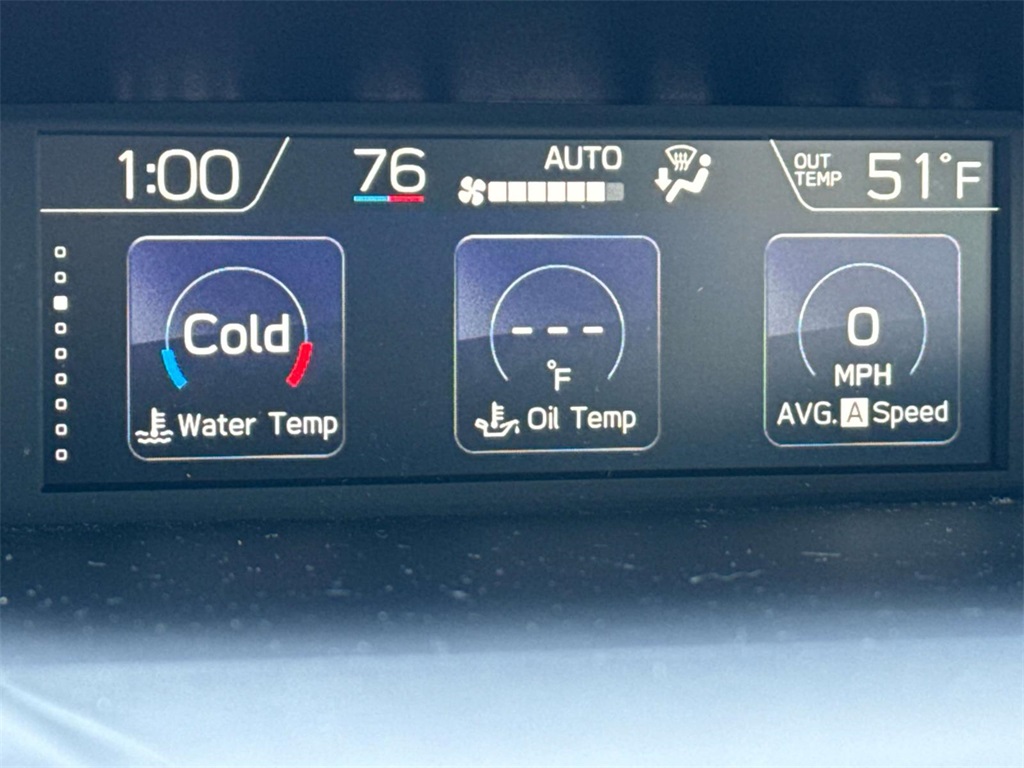 1:00
76
AUTO
OUT
TEMP
51°F
Cold
Water Temp
---
°F
Oil Temp
0
MPH
AVG. A Speed